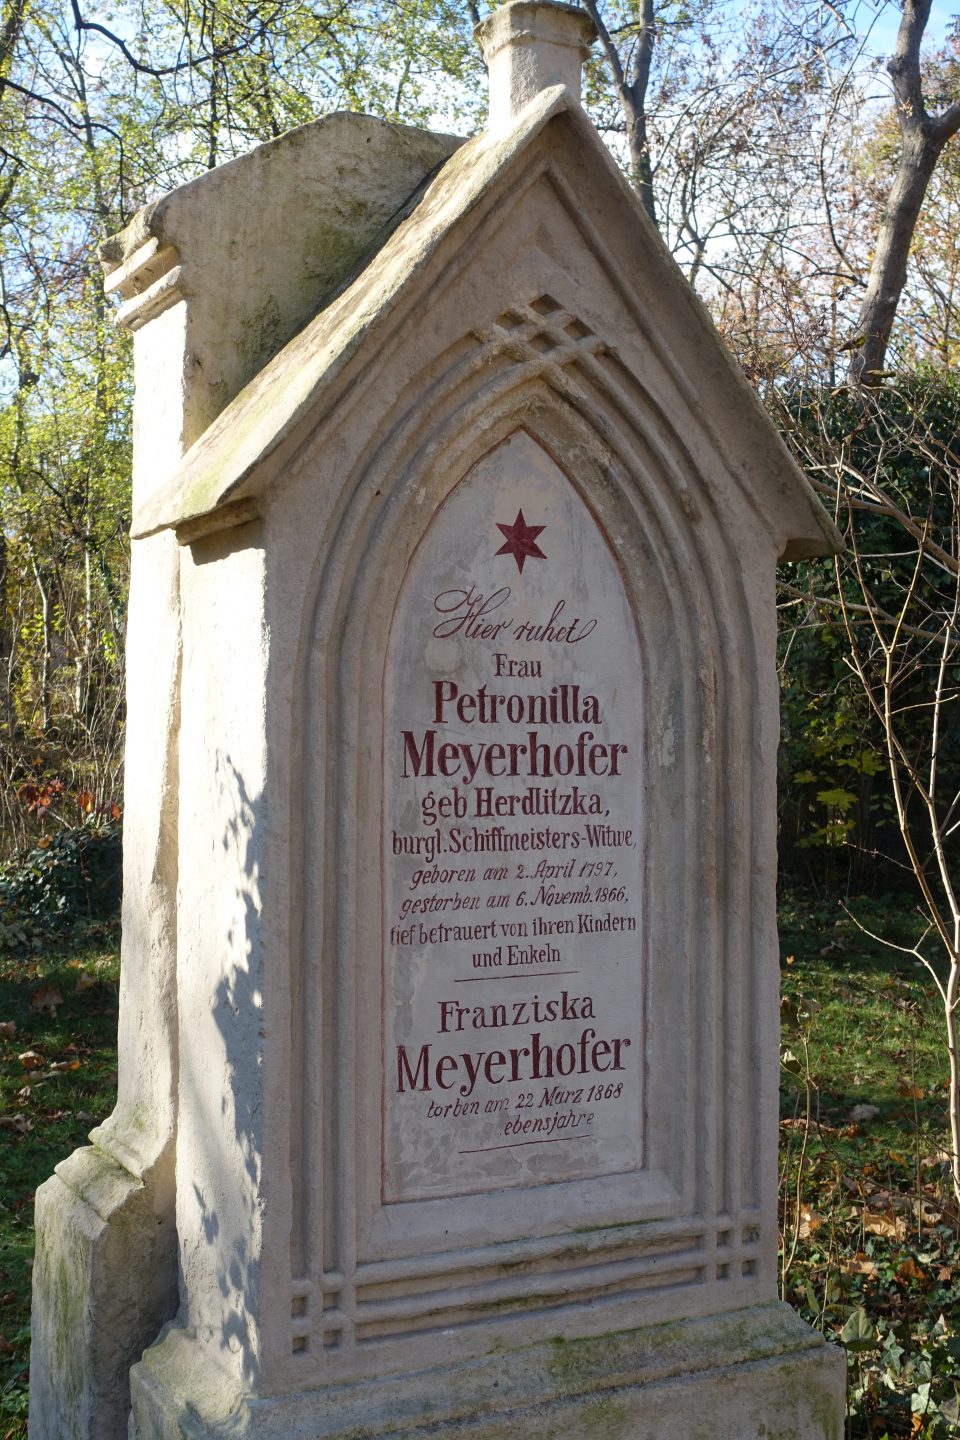 Hier ruhet
Frau
Petronilla
Meyerhofer
geb Herdlitzka,
burgl. Schiffmeisters-Witwe,
geboren am 2. April 1797,
gestorben am 6. Novemb. 1866,
tief betrauert von ihren Kindern
und Enkeln
Franziska
Meyerhofer
torben am 22 Marz 1868
ebensjahre